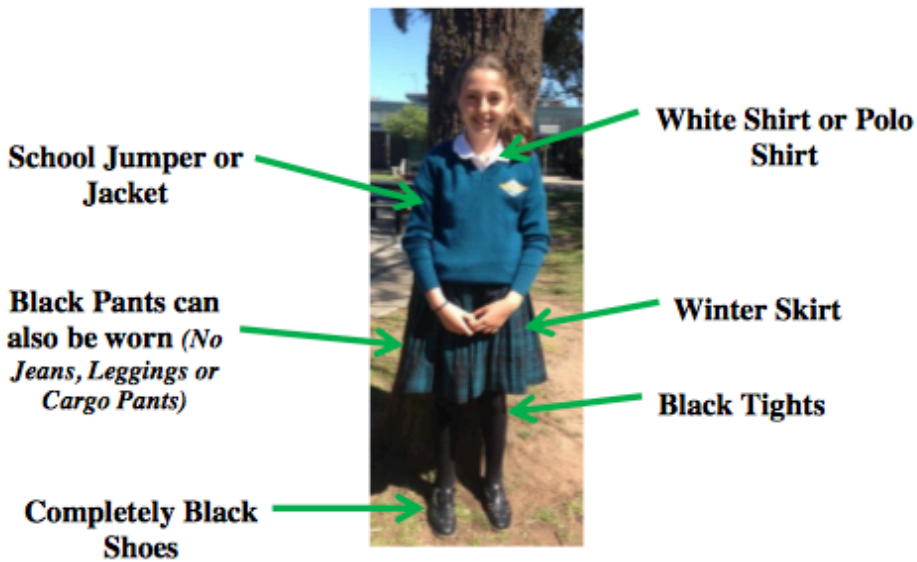 White Shirt or Polo
Shirt
School Jumper or
Jacket
Black Pants can
also be worn (No
Jeans, Leggings or
Cargo Pants)
Winter Skirt
Black Tights
Completely Black
Shoes